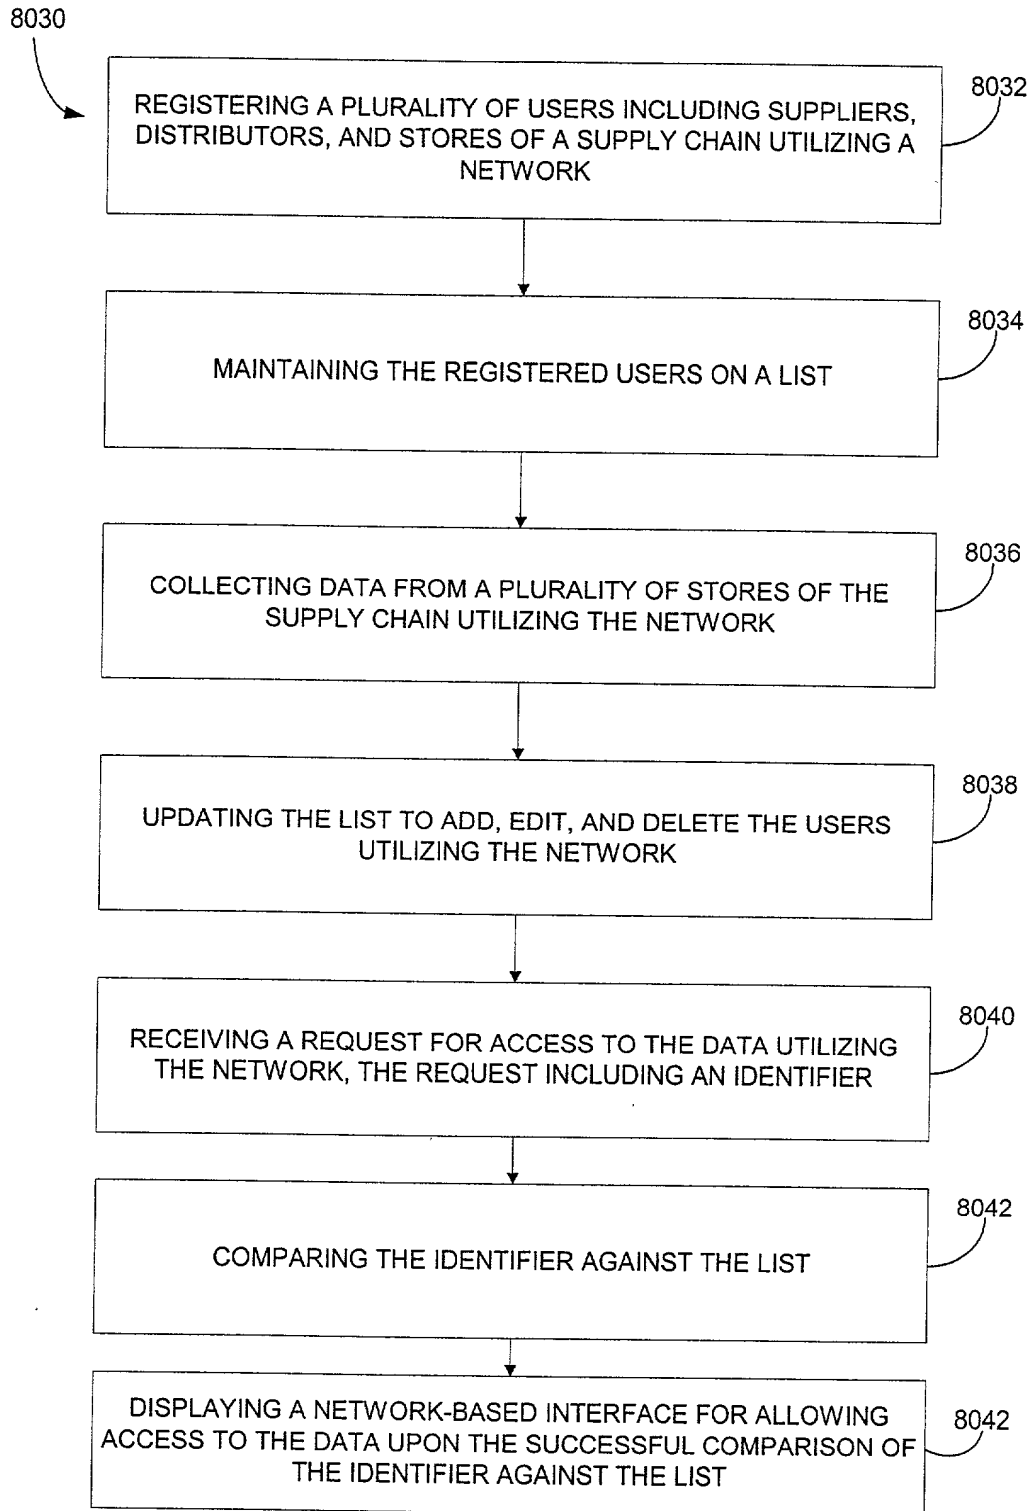 8030
REGISTERING A PLURALITY OF USERS INCLUDING SUPPLIERS,
DISTRIBUTORS, AND STORES OF A SUPPLY CHAIN UTILIZING A
NETWORK
8032
MAINTAINING THE REGISTERED USERS ON A LIST
8034
COLLECTING DATA FROM A PLURALITY OF STORES OF THE
SUPPLY CHAIN UTILIZING THE NETWORK
8036
UPDATING THE LIST TO ADD, EDIT, AND DELETE THE USERS
UTILIZING THE NETWORK
8038
RECEIVING A REQUEST FOR ACCESS TO THE DATA UTILIZING
THE NETWORK, THE REQUEST INCLUDING AN IDENTIFIER
8040
COMPARING THE IDENTIFIER AGAINST THE LIST
8042
DISPLAYING A NETWORK-BASED INTERFACE FOR ALLOWING
ACCESS TO THE DATA UPON THE SUCCESSFUL COMPARISON OF
THE IDENTIFIER AGAINST THE LIST
8042